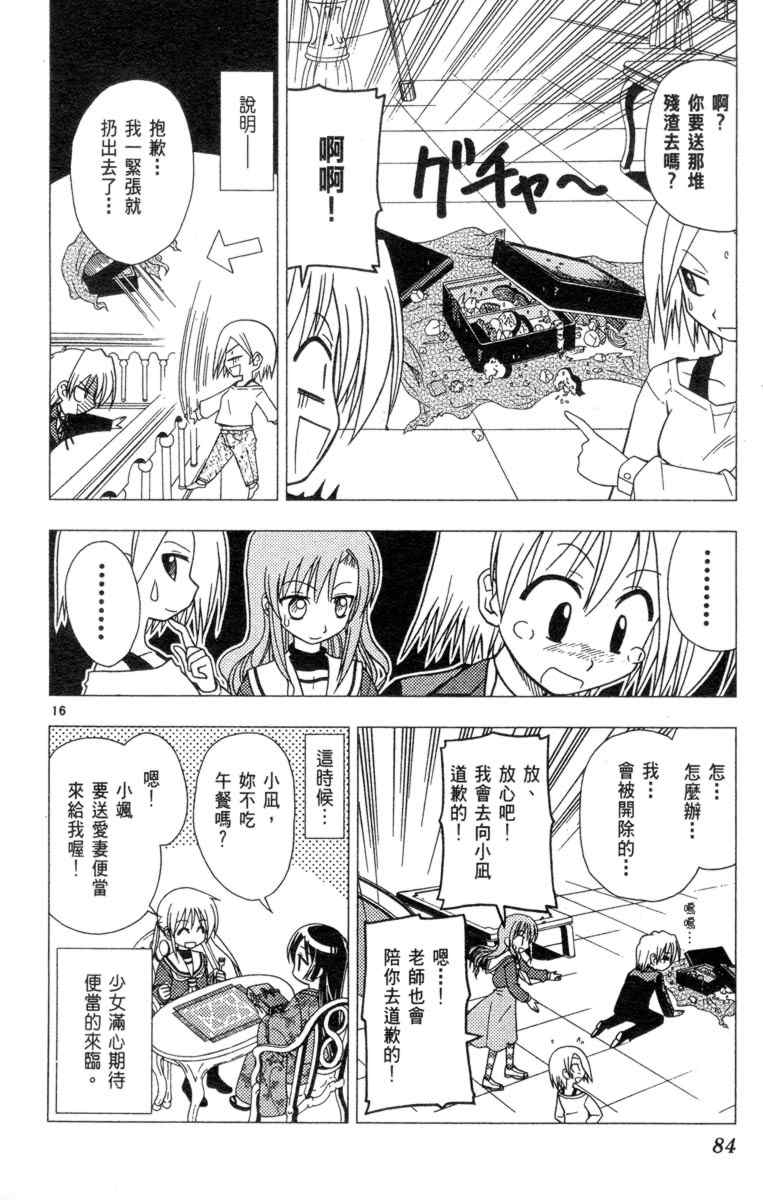 啊?
你要送那堆
殘渣去嗎?
グチャ～
啊啊!
說明——
抱歉…
我一緊張就
扔出去了…
………
………
16
怎…
怎麼辦…
我…
會被開除的…
嗚嗚…
放、
放心吧!
我會去向小凪
道歉的!
嗯…!
老師也會
陪你去道歉的!
這時候…
小凪,
妳不吃
午餐嗎?
嗯!
小颯
要送愛妻便當
來給我喔!
少女滿心期待
便當的來臨。
84